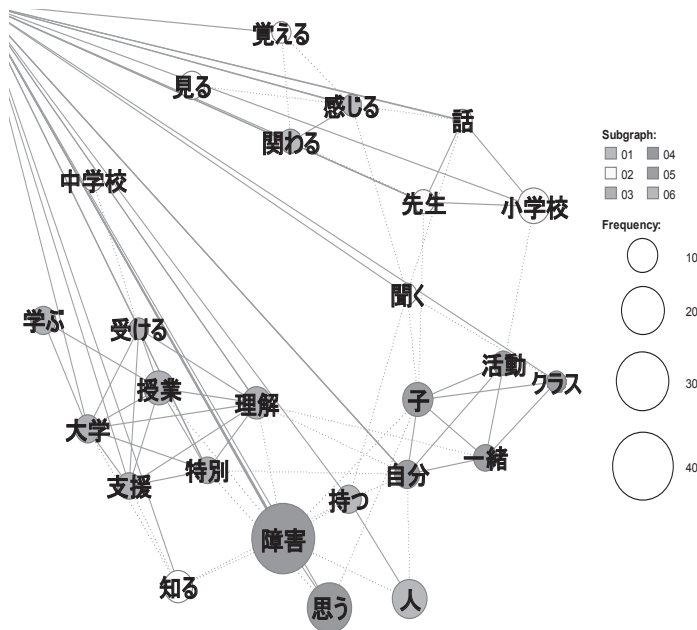 覚える
見る
感じる
話
関わる
中学校
先生
小学校
聞く
学ぶ
受ける
活動
クラス
授業
理解
子
大学
一緒
支援
特別
自分
持つ
障害
知る
思う
人
Subgraph:
01 04
02 05
03 06
Frequency:
10
20
30
40